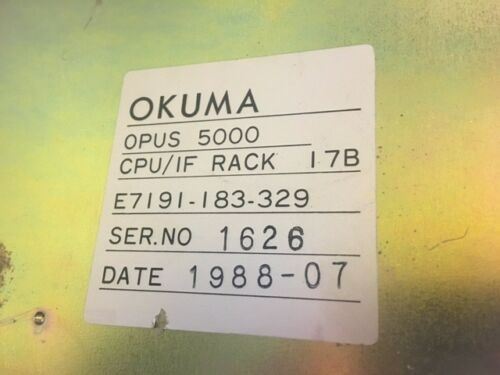 OKUMA
OPUS 5000
CPU/IF RACK 17B
E7191-183-329
SER.NO 1626
DATE 1988-07